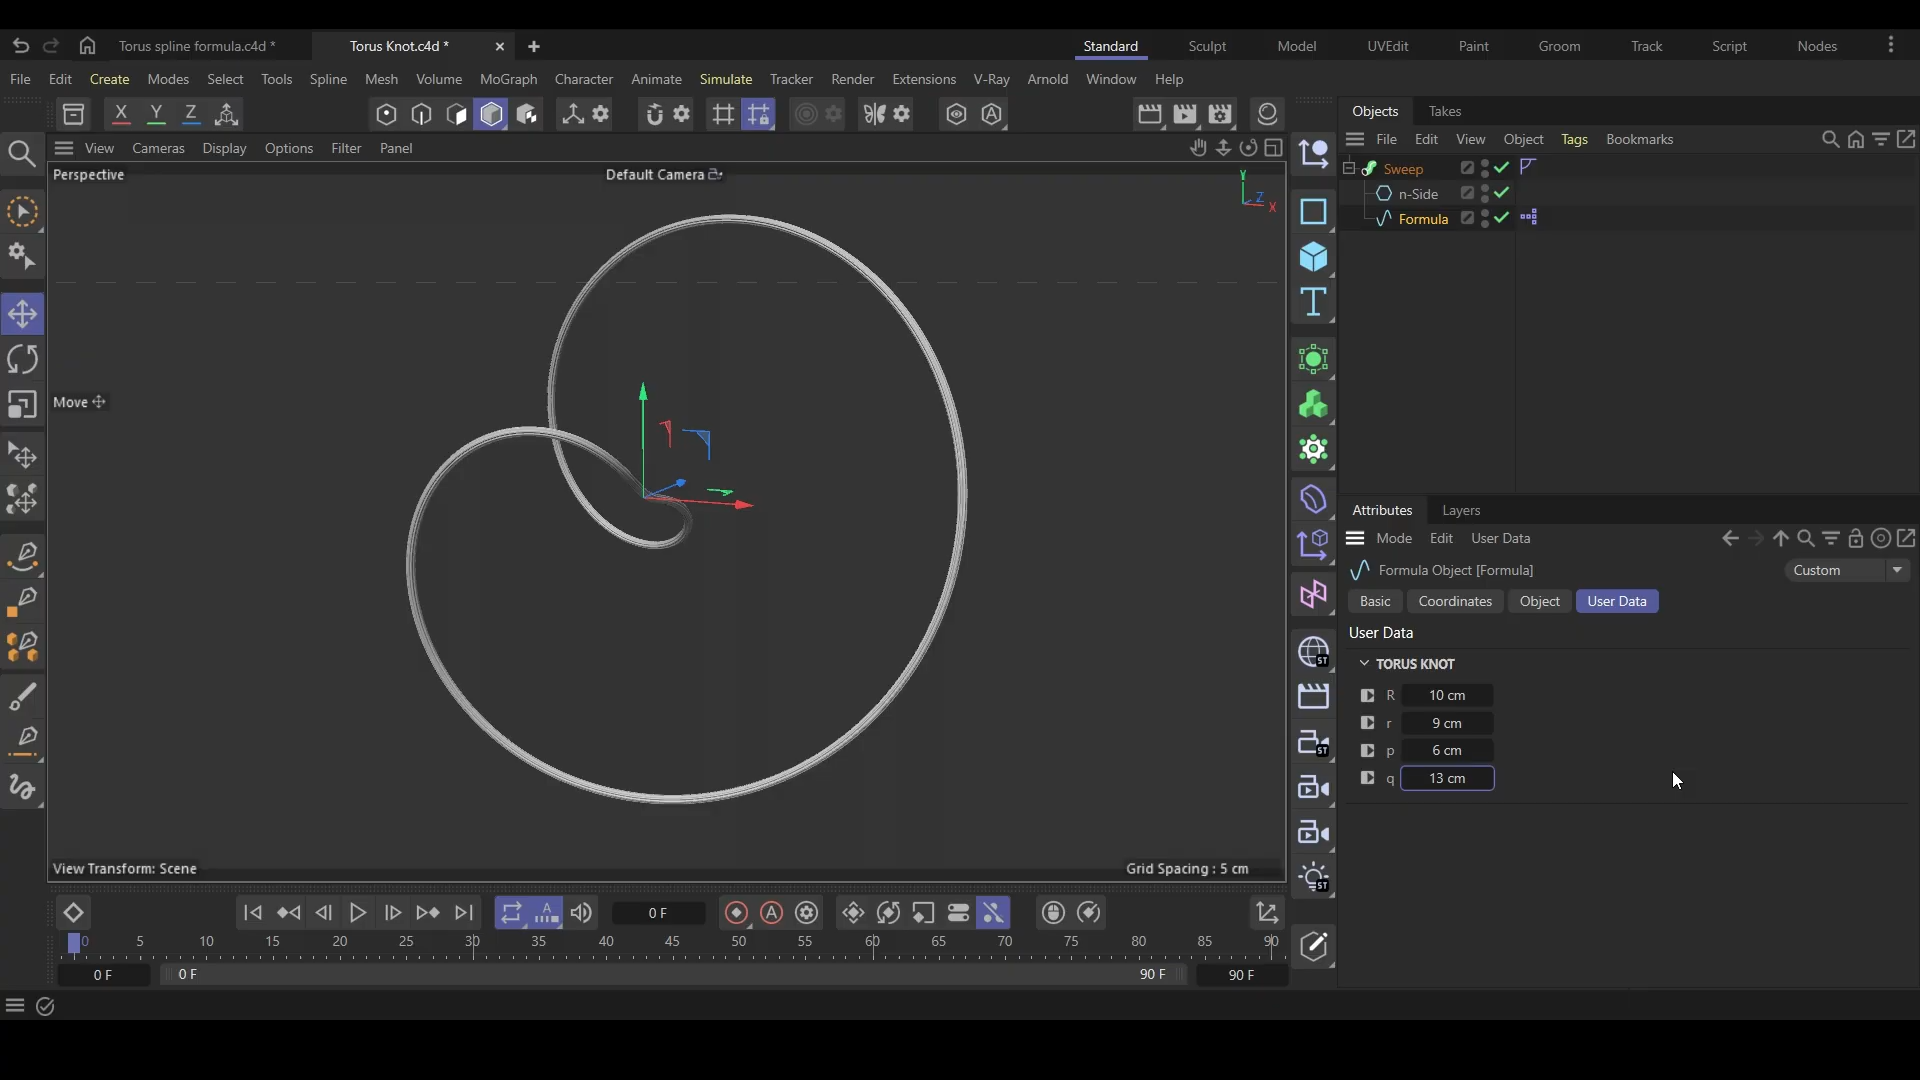 Torus spline formula.c4d *
Torus Knot.c4d *
Standard
Sculpt
Model
UVEdit
Paint
Groom
Track
Script
Nodes
File Edit Create Modes Select Tools Spline Mesh Volume MoGraph Character Animate Simulate Tracker Render Extensions V-Ray Arnold Window Help
X Y Z
View Cameras Display Options Filter Panel
Perspective
Default Camera
Y
Z
X
Move
View Transform: Scene
Grid Spacing : 5 cm
A
0 F
A
0 5 10 15 20 25 30 35 40 45 50 55 60 65 70 75 80 85 90
0 F
0 F
90 F
90 F
T
ST
ST
ST
Objects Takes
File Edit View Object Tags Bookmarks
Sweep
n-Side
Formula
Attributes Layers
Mode Edit User Data
Formula Object [Formula]
Custom
Basic Coordinates Object User Data
User Data
TORUS KNOT
R 10 cm
r 9 cm
p 6 cm
q 13 cm